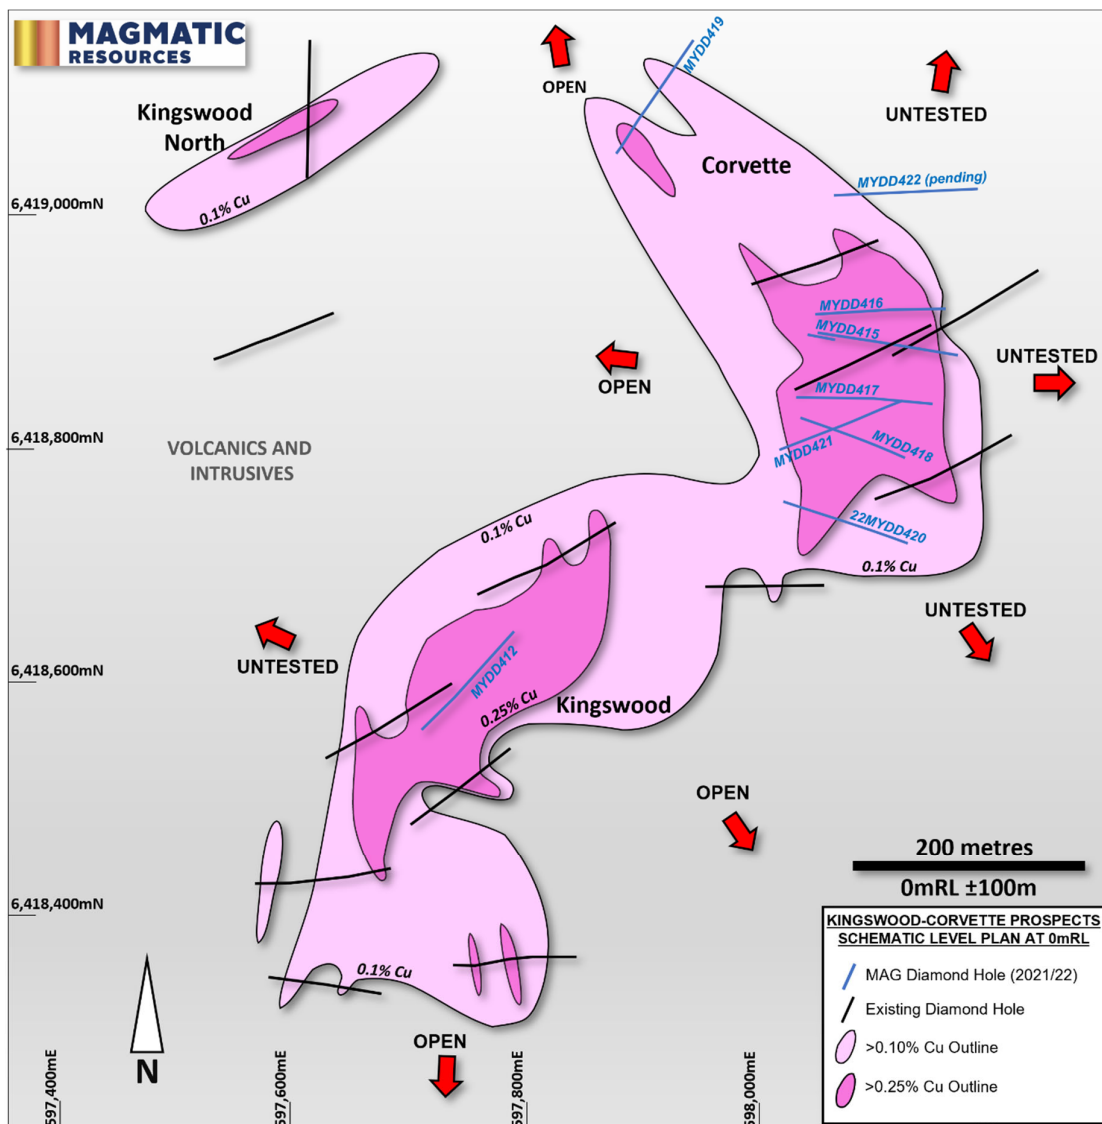 MAGMATIC
RESOURCES
MYDD419
OPEN
UNTESTED
Kingswood
North
Corvette
MYDD422 (pending)
0.1% Cu
6,419,000mN
MYDD416
MYDD415
UNTESTED
OPEN
MYDD417
6,418,800mN
VOLCANICS AND
INTRUSIVES
MYDD421
MYDD418
22MYDD420
0.1% Cu
0.1% Cu
UNTESTED
UNTESTED
6,418,600mN
MYDD412
0.25% Cu
Kingswood
OPEN
200 metres
0mRL ±100m
6,418,400mN
KINGSWOOD-CORVETTE PROSPECTS
SCHEMATIC LEVEL PLAN AT 0mRL
MAG Diamond Hole (2021/22)
Existing Diamond Hole
>0.10% Cu Outline
>0.25% Cu Outline
0.1% Cu
OPEN
N
597,400mE
597,600mE
597,800mE
598,000mE